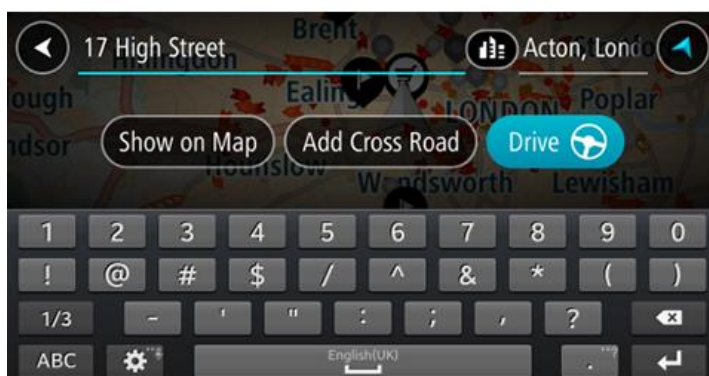 Brent
17 High Street
Acton, Lond
Ealing
LONDON
Poplar
Show on Map
Add Cross Road
Drive
Hounslow
Wandsworth
Lewisham
1 2 3 4 5 6 7 8 9 0
! @ # $ / ^ & * ( )
1/3 - ' " : ; , ?
ABC English(UK) .